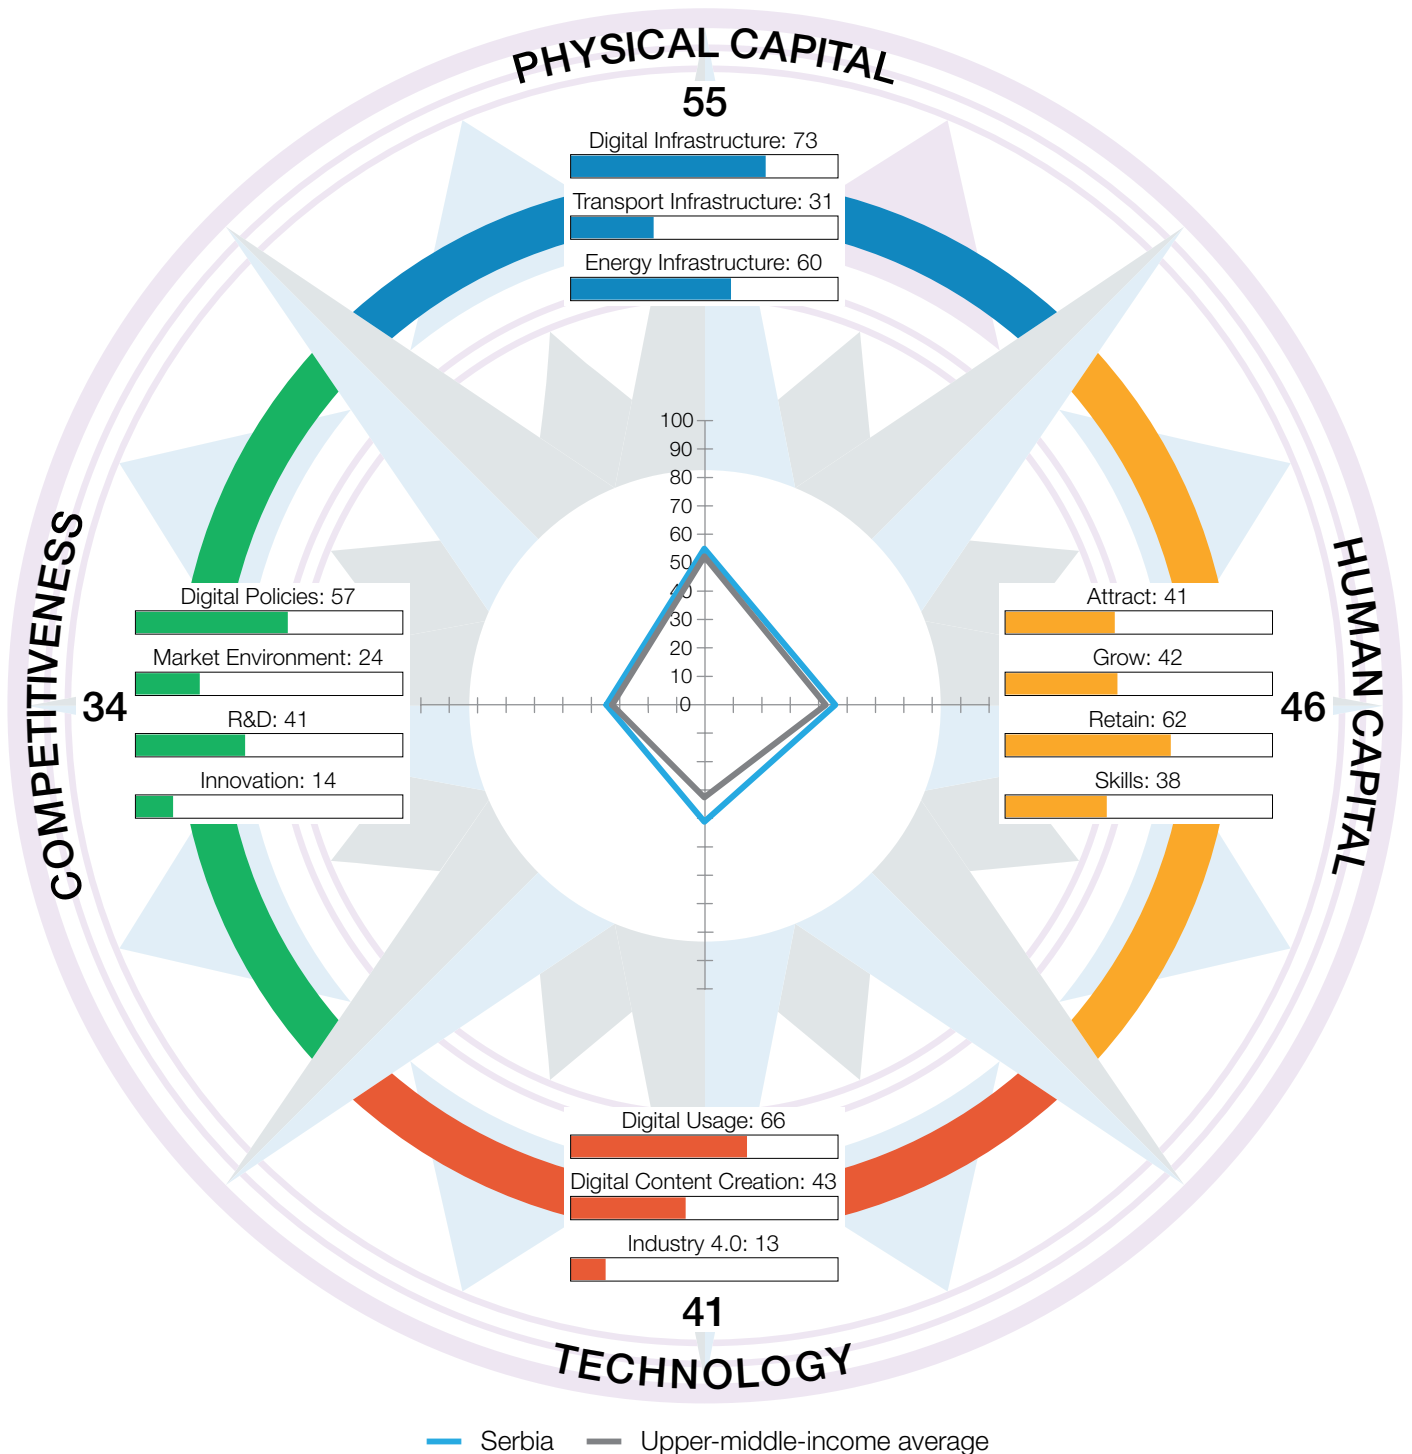 PHYSICAL CAPITAL
55
Digital Infrastructure: 73
Transport Infrastructure: 31
Energy Infrastructure: 60
100
90
80
70
60
50
40
30
20
10
0
COMPETITIVENESS
34
Digital Policies: 57
Market Environment: 24
R&D: 41
Innovation: 14
HUMAN CAPITAL
46
Attract: 41
Grow: 42
Retain: 62
Skills: 38
Digital Usage: 66
Digital Content Creation: 43
Industry 4.0: 13
41
TECHNOLOGY
Serbia
Upper-middle-income average